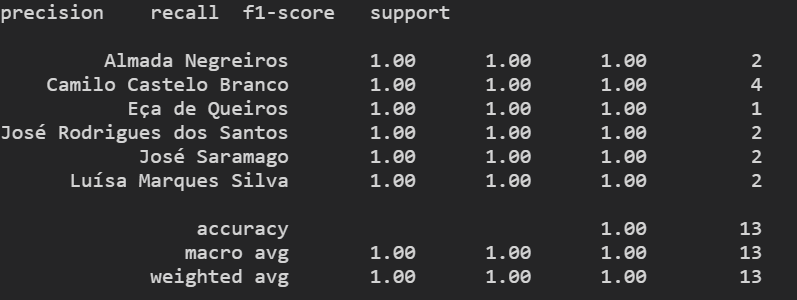 precision recall f1-score support
Almada Negreiros 1.00 1.00 1.00 2
Camilo Castelo Branco 1.00 1.00 1.00 4
Eça de Queiros 1.00 1.00 1.00 1
José Rodrigues dos Santos 1.00 1.00 1.00 2
José Saramago 1.00 1.00 1.00 2
Luísa Marques Silva 1.00 1.00 1.00 2
accuracy 1.00 13
macro avg 1.00 1.00 1.00 13
weighted avg 1.00 1.00 1.00 13